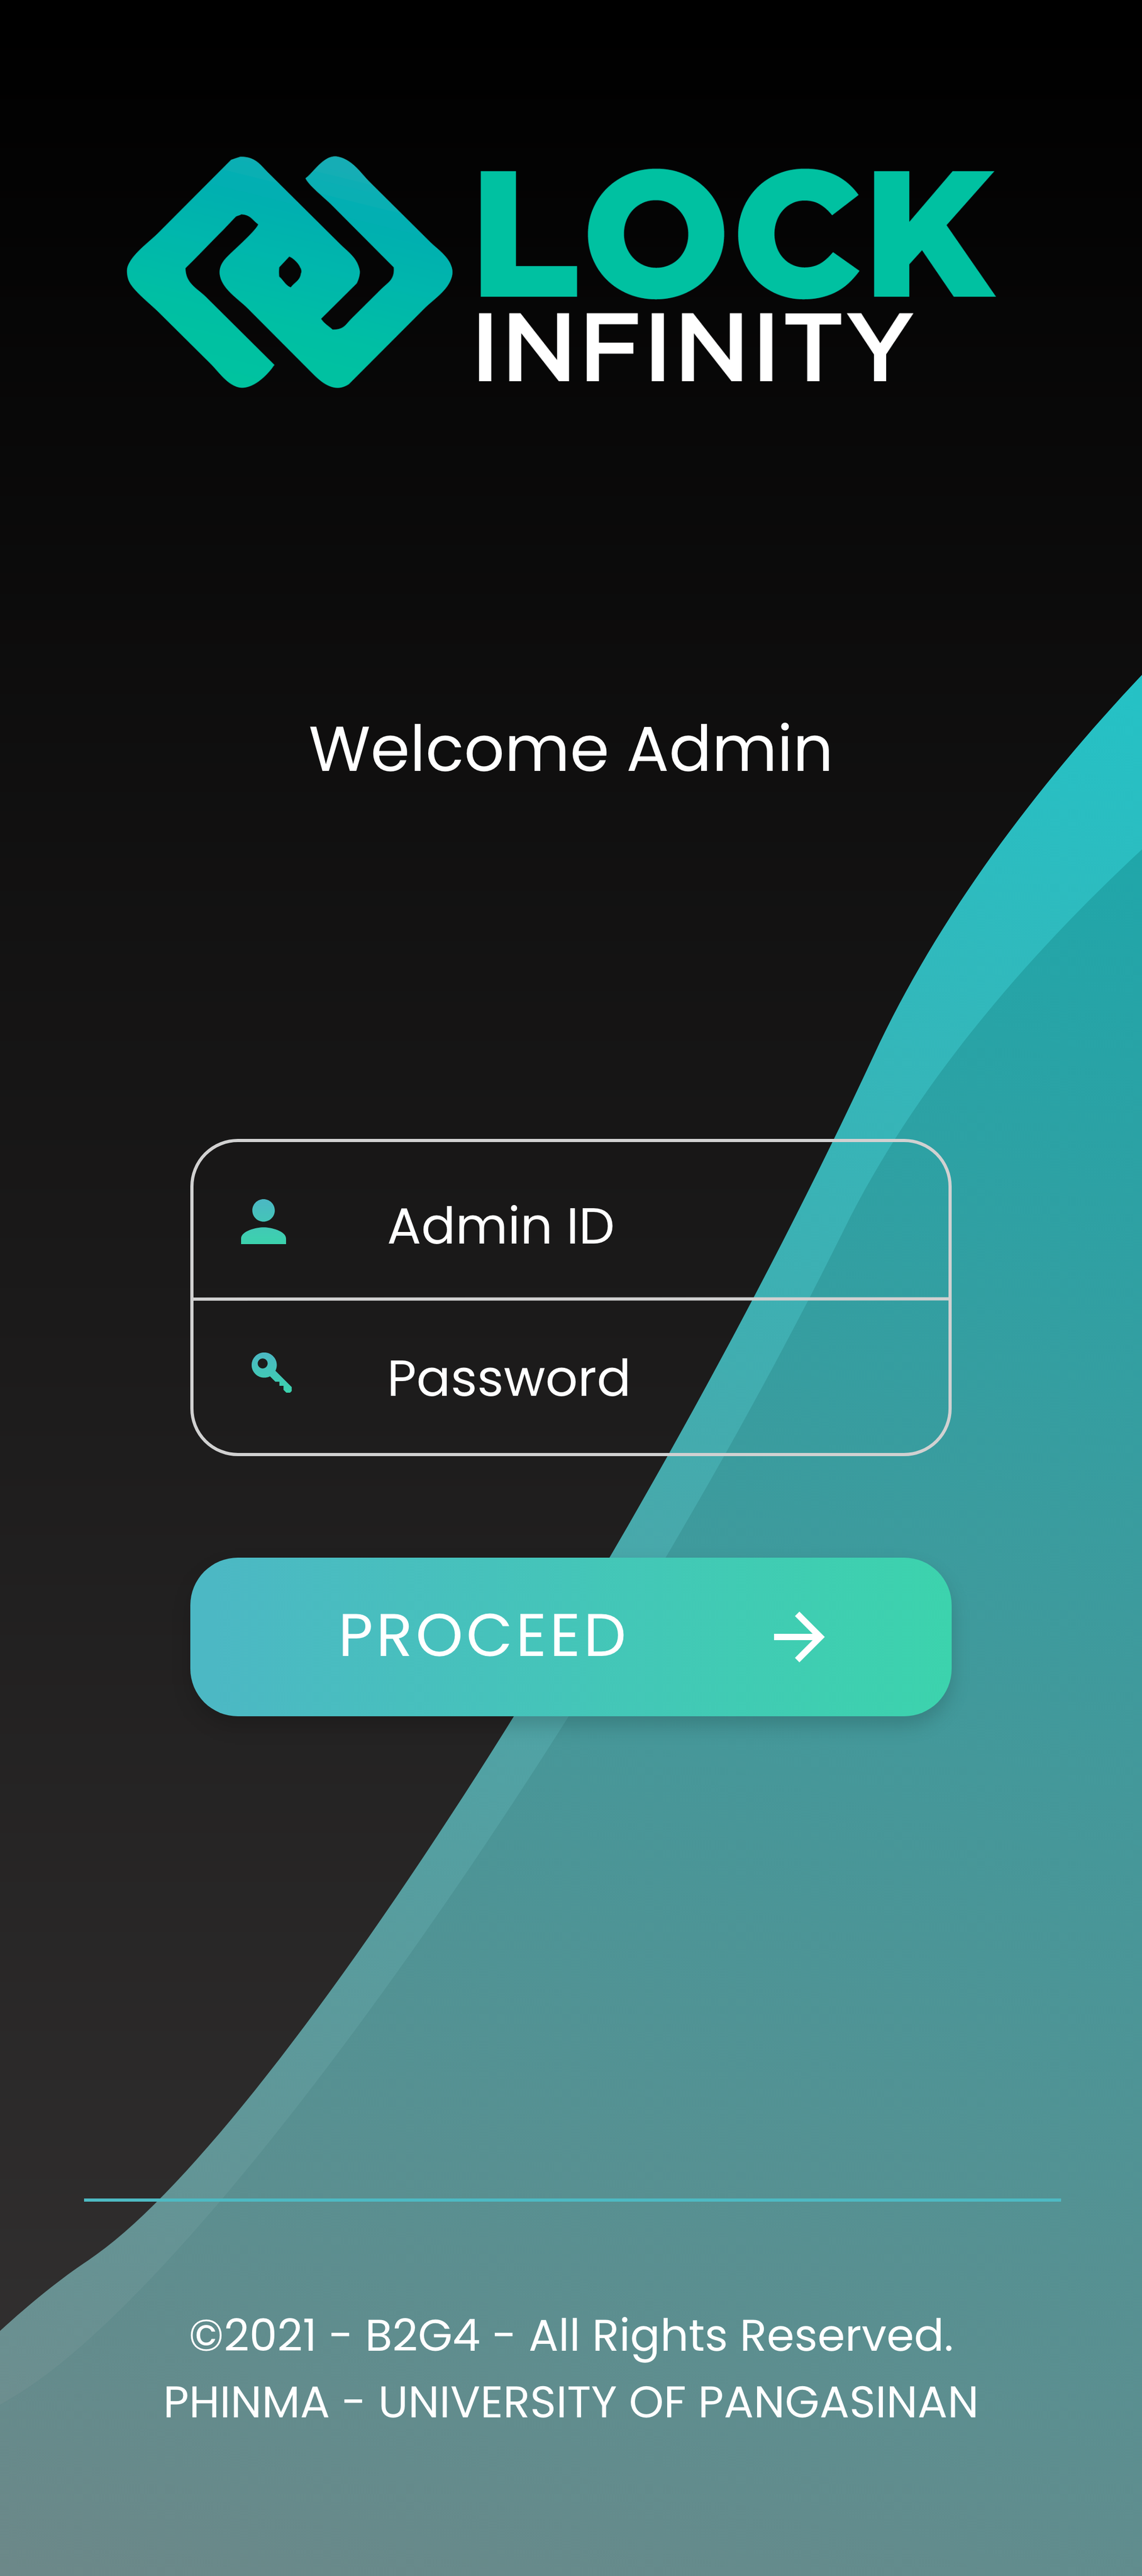 LOCK
INFINITY
Welcome Admin
Admin ID
Password
PROCEED
©2021 - B2G4 - All Rights Reserved.
PHINMA - UNIVERSITY OF PANGASINAN